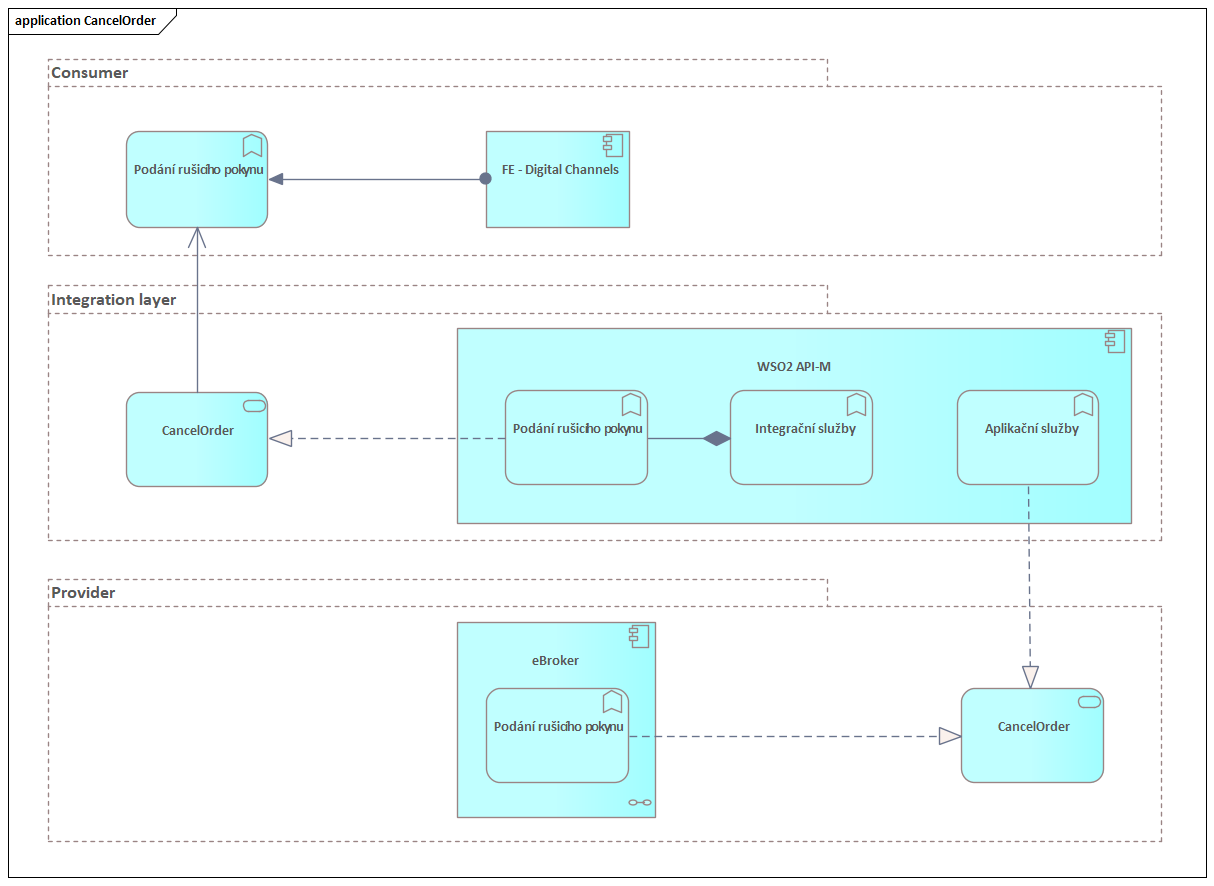 application CancelOrder
Consumer
Podání rušicího pokynu
FE - Digital Channels
Integration layer
WSO2 API-M
CancelOrder
Podání rušicího pokynu
Integrační služby
Aplikační služby
Provider
eBroker
Podání rušicího pokynu
CancelOrder